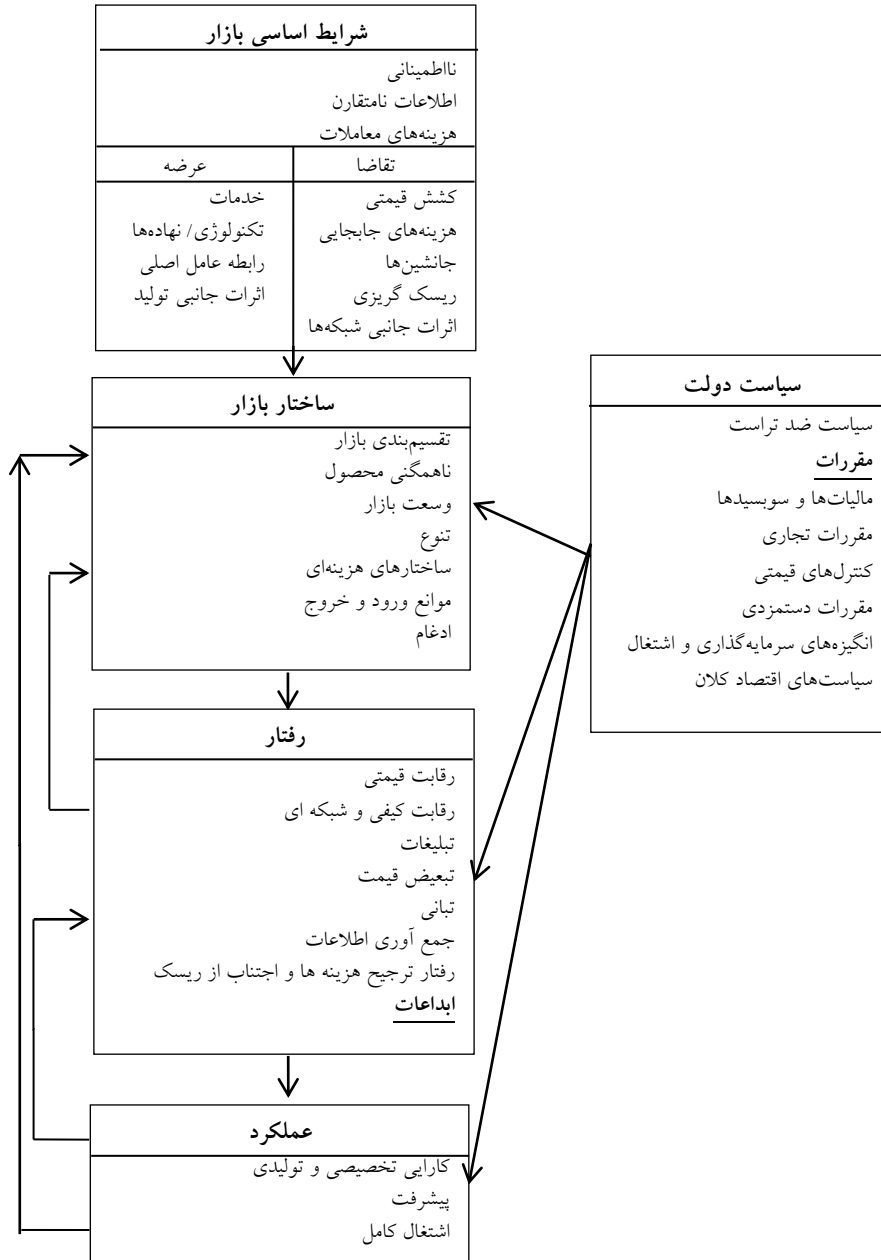 شرایط اساسی بازار
نااطمینانی
اطلاعات نامتقارن
هزینه‌های معاملات
تقاضا
کشش قیمتی
هزینه‌های جابجایی
جانشین‌ها
ریسک گریزی
اثرات جانبی شبکه‌ها
عرضه
خدمات
تکنولوژی/ نهاده‌ها
رابطه عامل اصلی
اثرات جانبی تولید
سیاست دولت
سیاست ضد تراست
مقررات
مالیات‌ها و سوبسیدها
مقررات تجاری
کنترل‌های قیمتی
مقررات دستمزدی
انگیزه‌های سرمایه‌گذاری و اشتغال
سیاست‌های اقتصاد کلان
ساختار بازار
تقسیم‌بندی بازار
ناهمگنی محصول
وسعت بازار
تنوع
ساختارهای هزینه‌ای
موانع ورود و خروج
ادغام
رفتار
رقابت قیمتی
رقابت کیفی و شبکه ای
تبلیغات
تبعیض قیمت
تبانی
جمع آوری اطلاعات
رفتار ترجیح هزینه ها و اجتناب از ریسک
ابداعات
عملکرد
کارایی تخصیصی و تولیدی
پیشرفت
اشتغال کامل